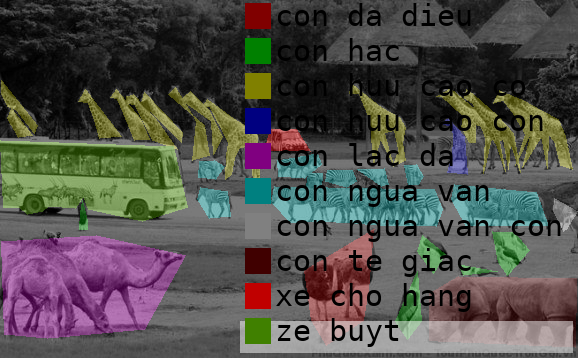 con da dieu
con hac
con huu cao co
con huu cao con
con lac da
con ngua van
con ngua van con
con te giac
xe cho hang
ze buyt